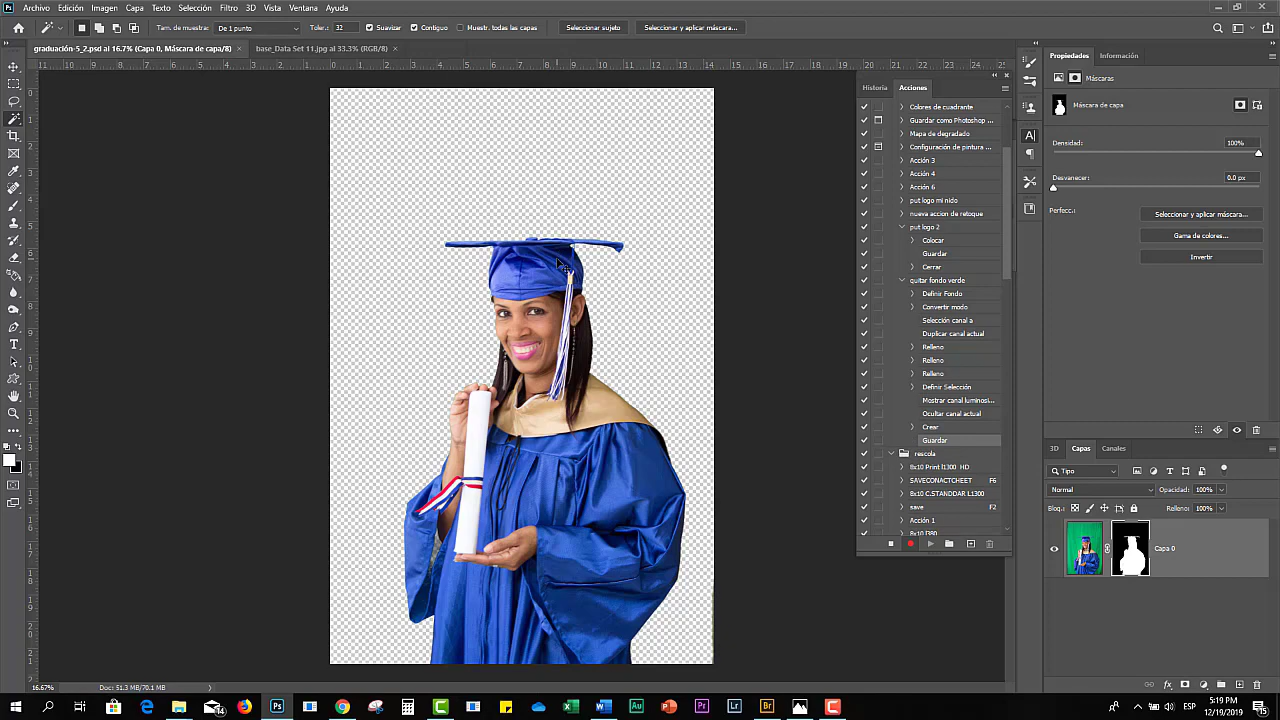 Archivo Edición Imagen Capa Texto Selección Filtro 3D Vista Ventana Ayuda
Tam. de muestra: De 1 punto Toler.: 32 Suavizar Contiguo Muestr. todas las capas Seleccionar sujeto Seleccionar y aplicar máscara...
graduación-5_2.psd al 16.7% (Capa 0, Máscara de capa/8) × base_Data Set 11.jpg al 33.3% (RGB/8) ×
Historia Acciones
Colores de cuadrante
Guardar como Photoshop ...
Mapa de degradado
Configuración de pintura ...
Acción 3
Acción 4
Acción 6
put logo mi nido
nueva accion de retoque
put logo 2
Colocar
Guardar
Cerrar
quitar fondo verde
Definir Fondo
Convertir modo
Selección canal a
Duplicar canal actual
Relleno
Relleno
Relleno
Definir Selección
Mostrar canal luminosi...
Ocultar canal actual
Crear
Guardar
rescola
8x10 Print l1300 HD
SAVECONACTCHEET F6
8x10 C.STANDDAR L1300
save F2
Acción 1
8x10 l380
Propiedades Información
Máscaras
Máscara de capa
Densidad: 100%
Desvanecer: 0.0 px
Perfecc.: Seleccionar y aplicar máscara...
Gama de colores...
Invertir
3D Capas Canales
Tipo
Normal Opacidad: 100%
Bloq.: Relleno: 100%
Capa 0
16.67% Doc: 51.3 MB/70.1 MB
ESP 5:19 PM
12/19/2019